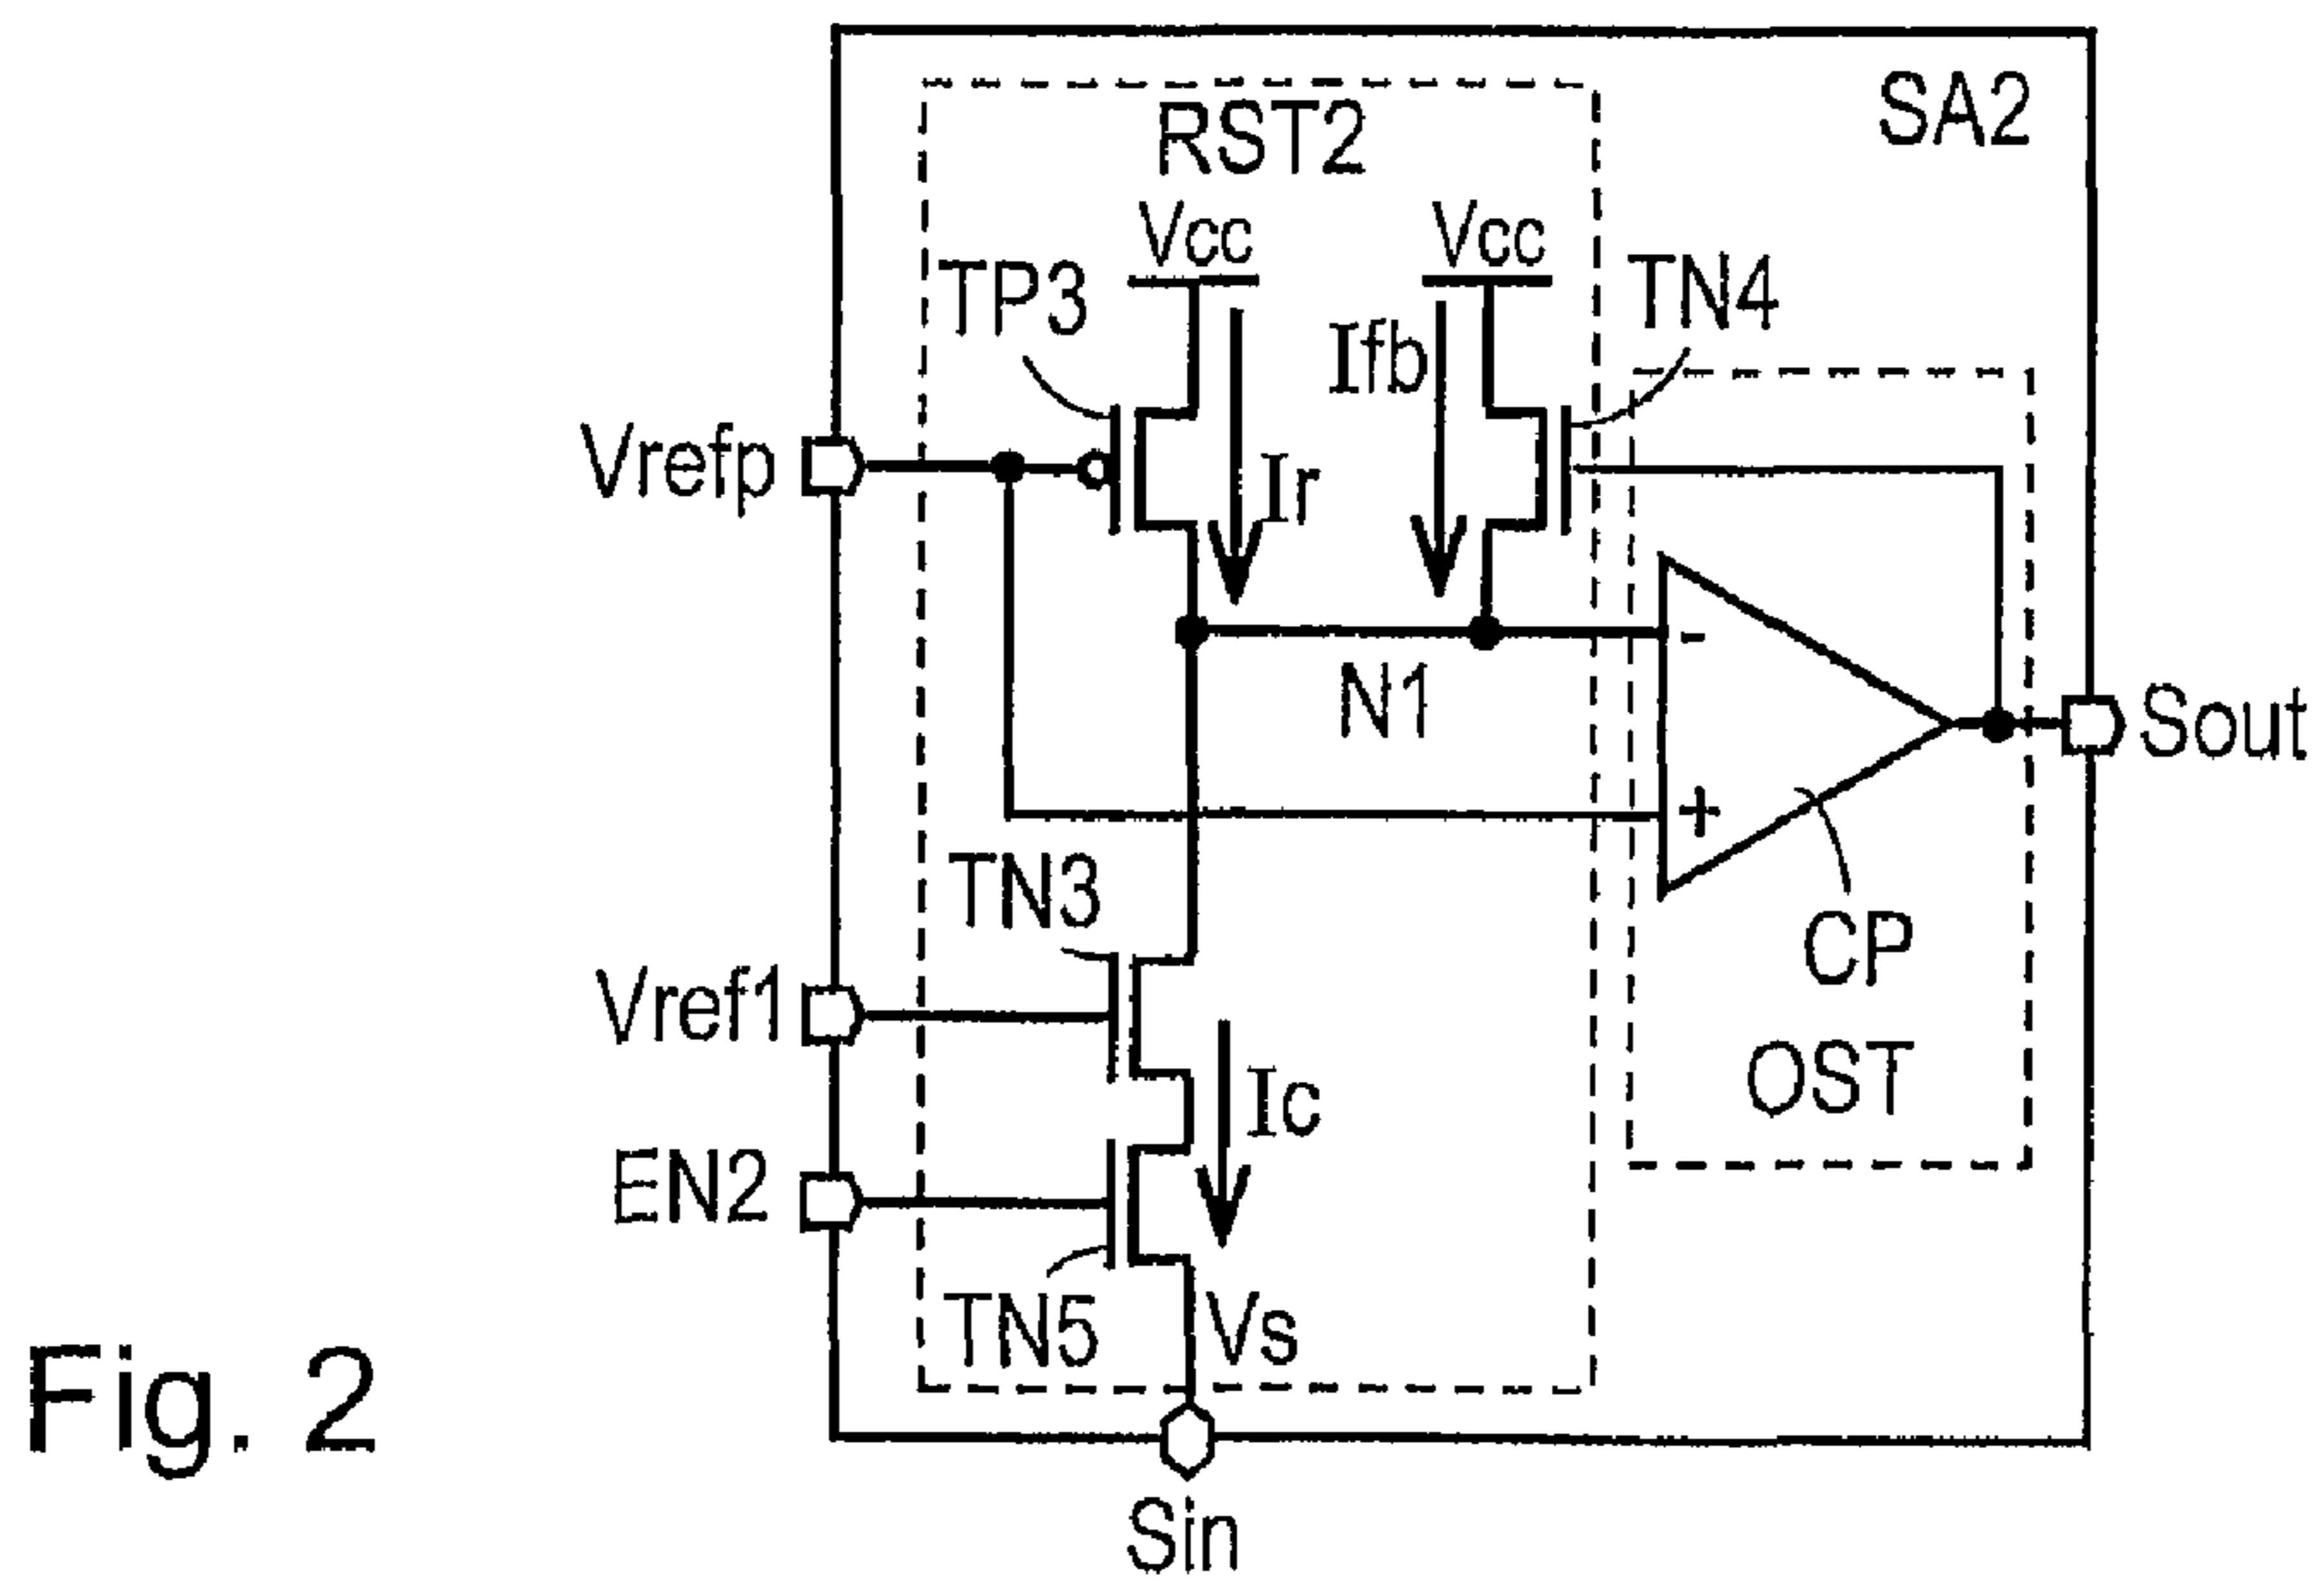 SA2
RST2
Vcc
Vcc
TP3
TN4
Ifb
Vrefp
Ir
-
N1
Sout
+
TN3
CP
Vref1
OST
Ic
EN2
TN5
Vs
Fig. 2
Sin